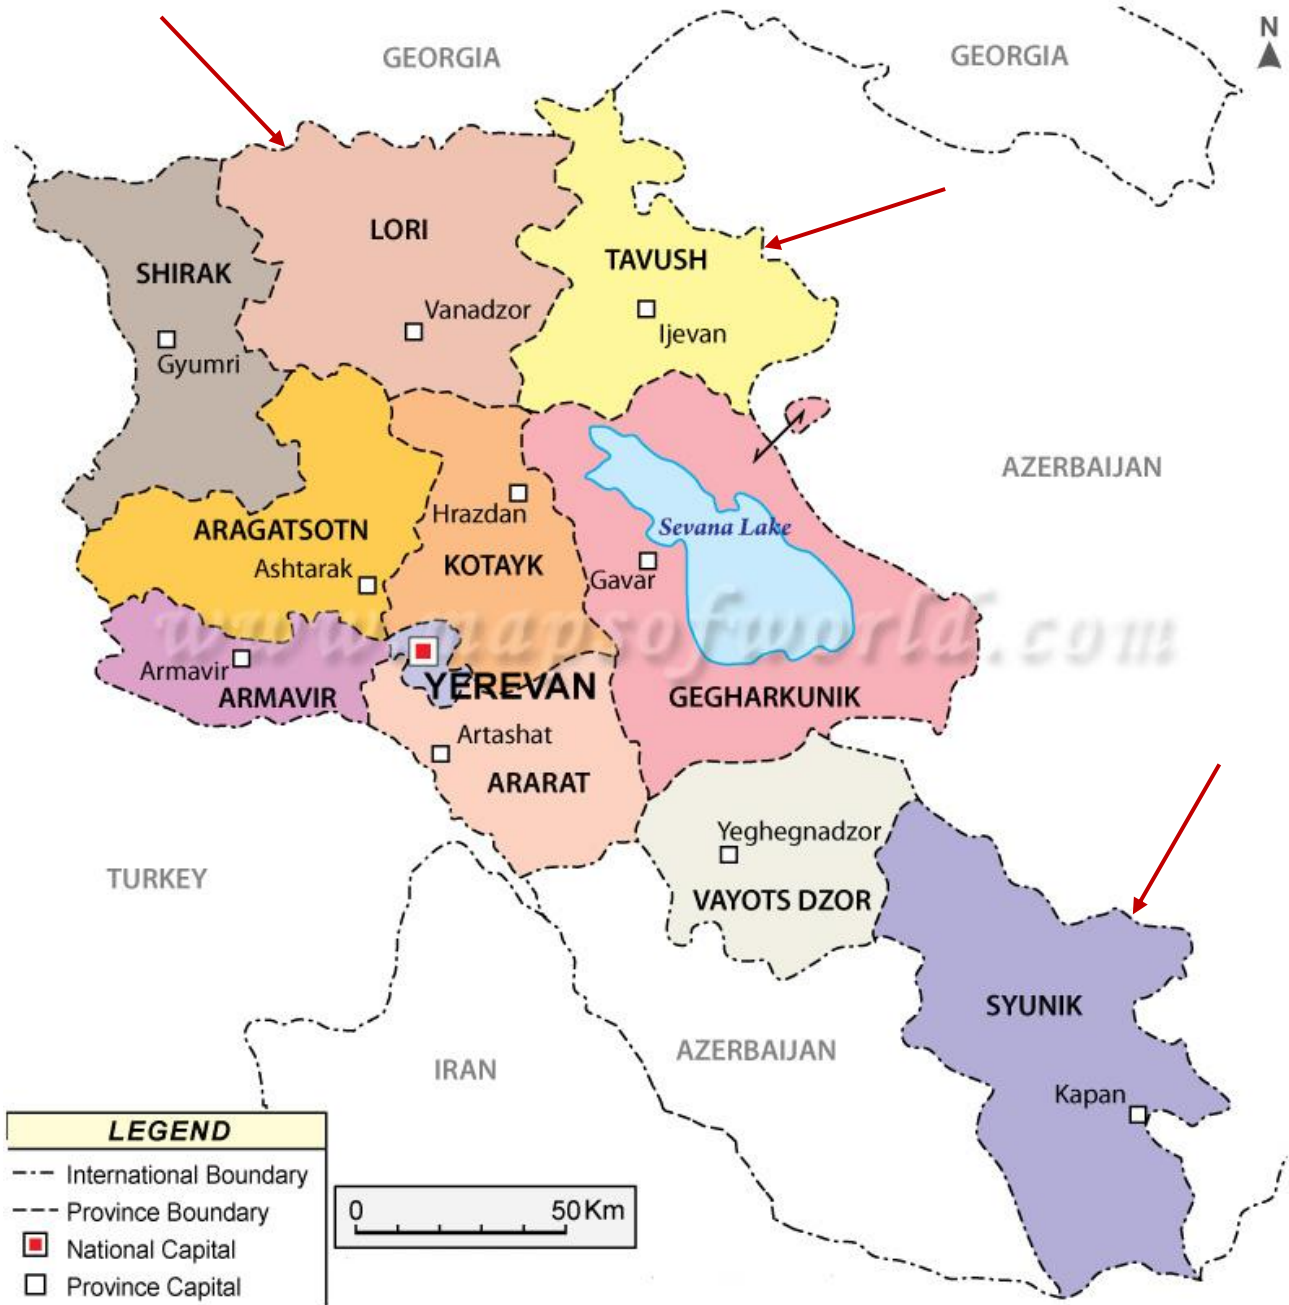 GEORGIA
GEORGIA
N
LORI
TAVUSH
SHIRAK
Vanadzor
Ijevan
Gyumri
AZERBAIJAN
Hrazdan
Sevana Lake
ARAGATSOTN
KOTAYK
Ashtarak
Gavar
www.mapsofworld.com
Armavir
ARMAVIR
YEREVAN
GEGHARKUNIK
Artashat
ARARAT
Yeghegnadzor
TURKEY
VAYOTS DZOR
SYUNIK
AZERBAIJAN
IRAN
Kapan
LEGEND
International Boundary
Province Boundary
National Capital
Province Capital
0 50 Km